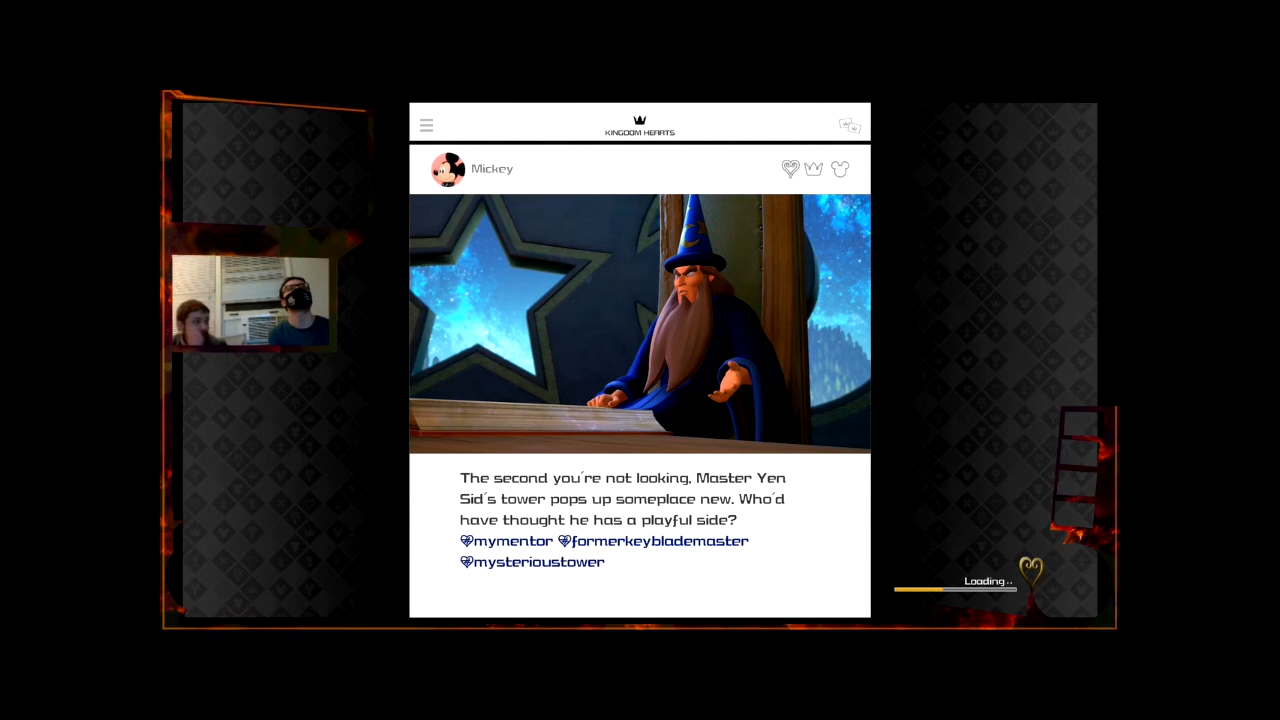 KINGDOM HEARTS
Mickey
The second you're not looking, Master Yen
Sid's tower pops up someplace new. Who'd
have thought he has a playful side?
mymentor formerkeyblademaster
mysterioustower
Loading..